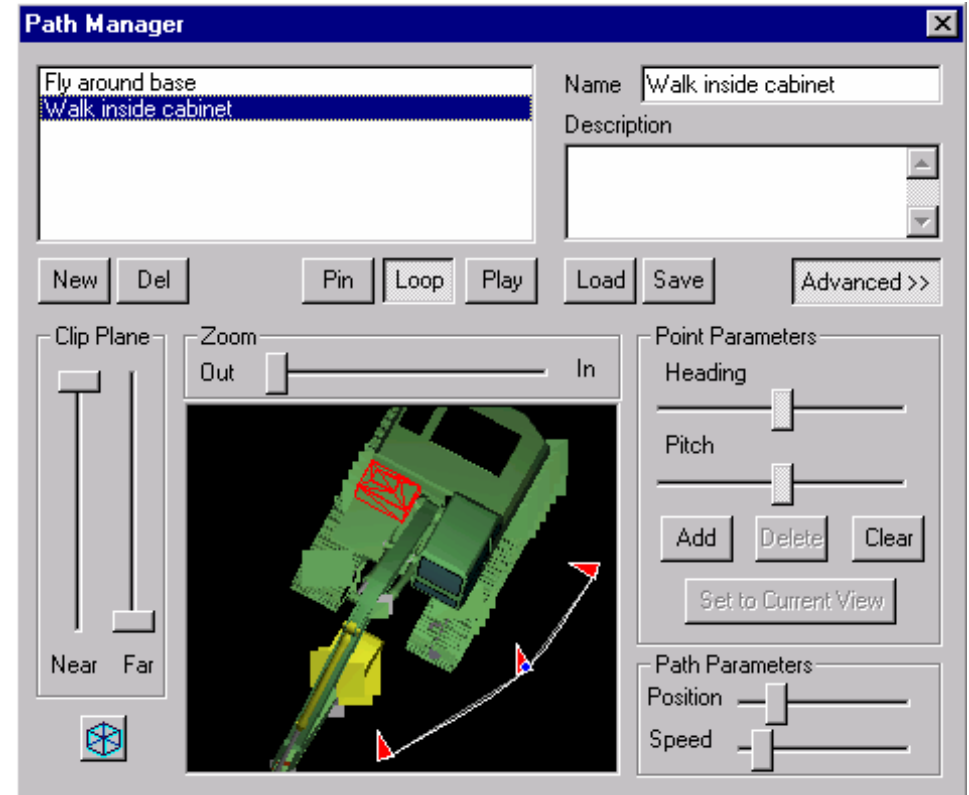 Path Manager
Fly around base
Walk inside cabinet
Name Walk inside cabinet
Description
New Del Pin Loop Play Load Save Advanced >>
Clip Plane
Near Far
Zoom
Out In
Point Parameters
Heading
Pitch
Add Delete Clear
Set to Current View
Path Parameters
Position
Speed